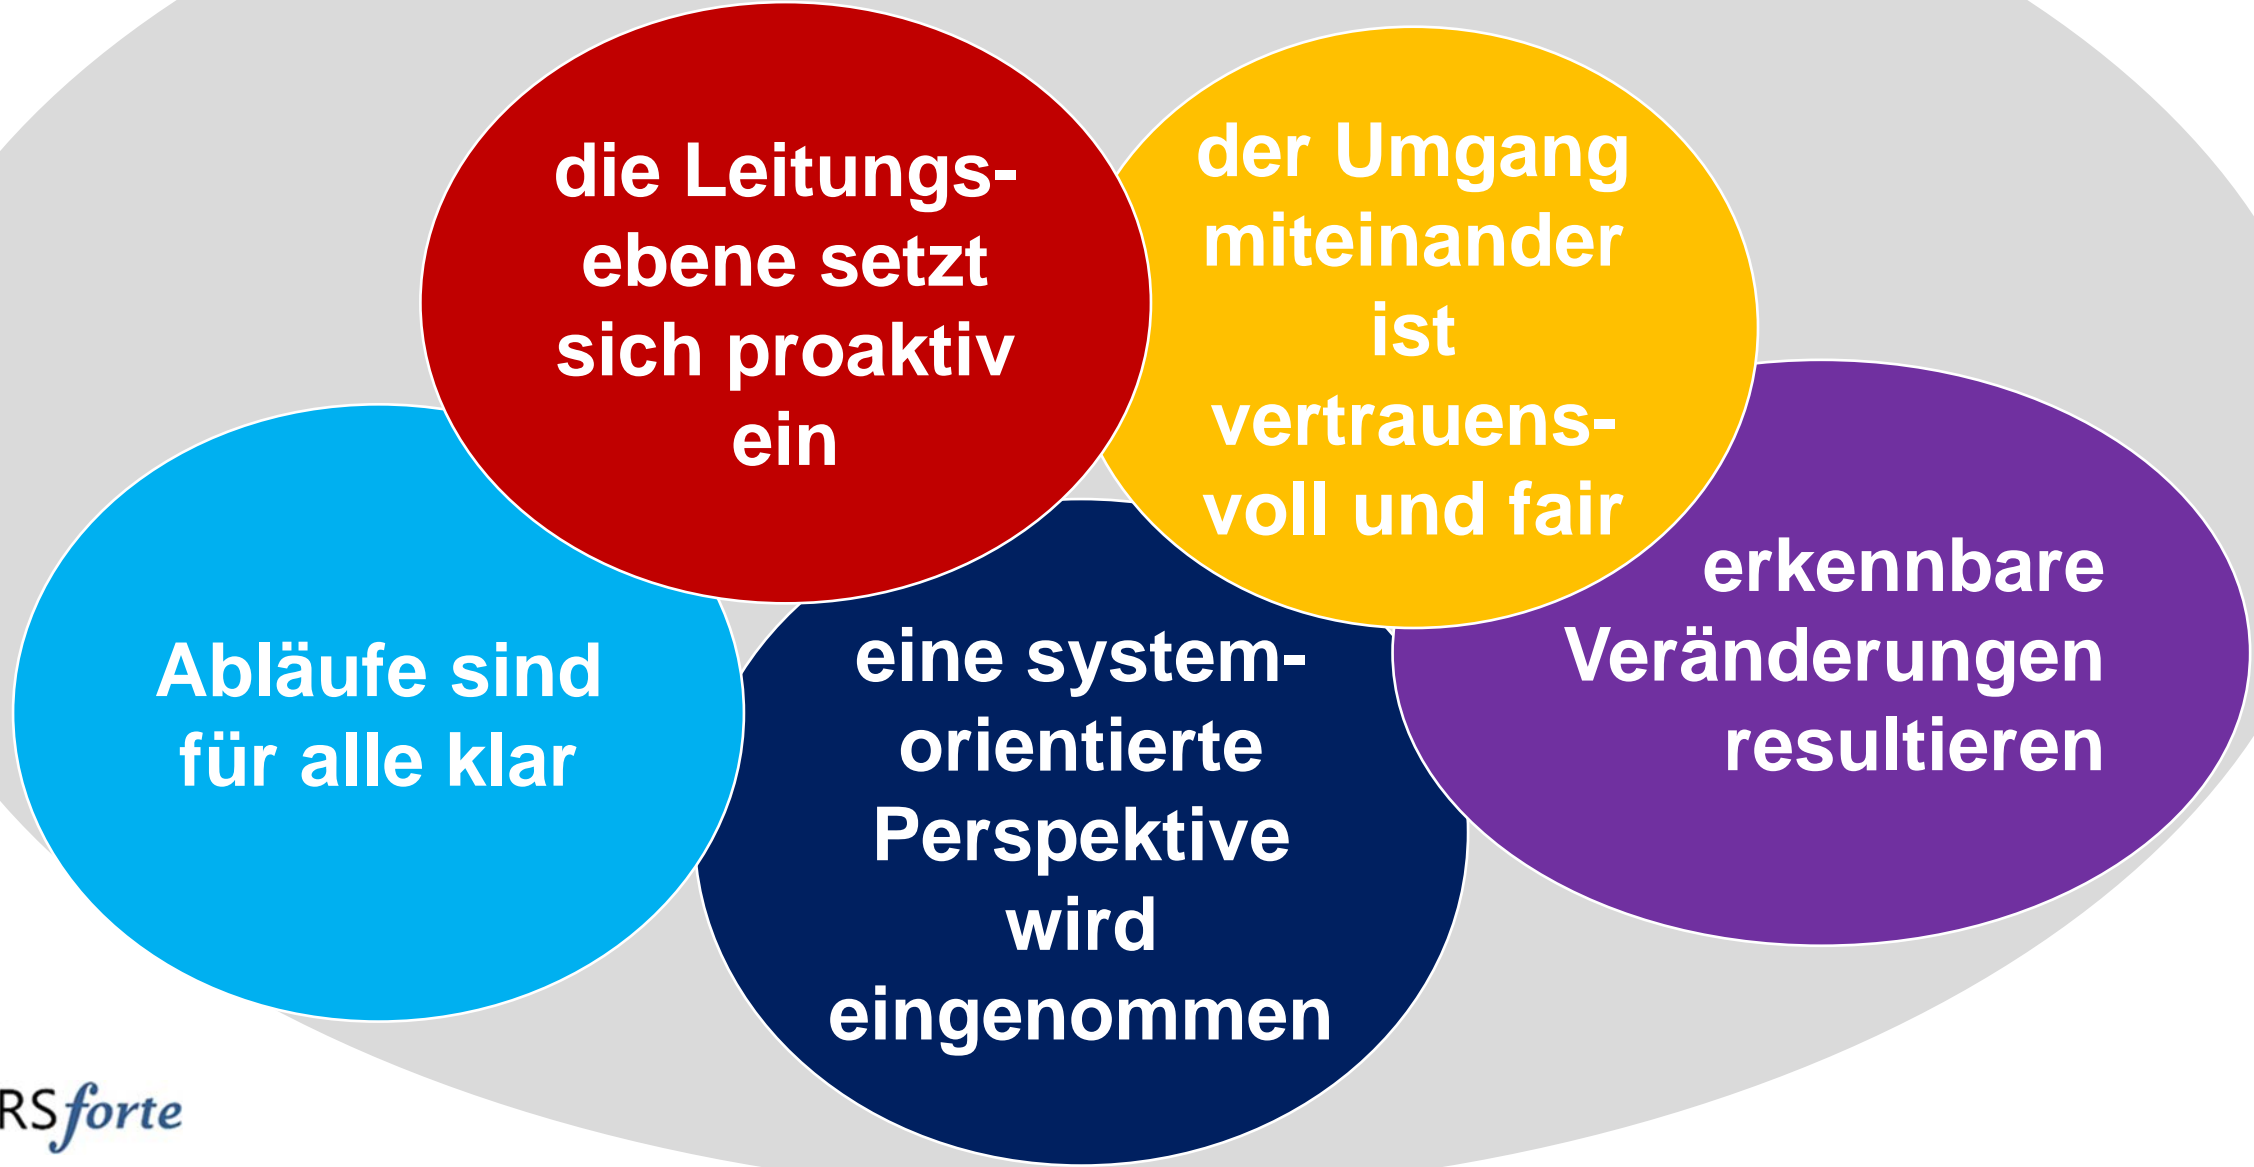 die Leitungs-
ebene setzt
sich proaktiv
ein
der Umgang
miteinander
ist
vertrauens-
voll und fair
Abläufe sind
für alle klar
eine system-
orientierte
Perspektive
wird
eingenommen
erkennbare
Veränderungen
resultieren
RSforte